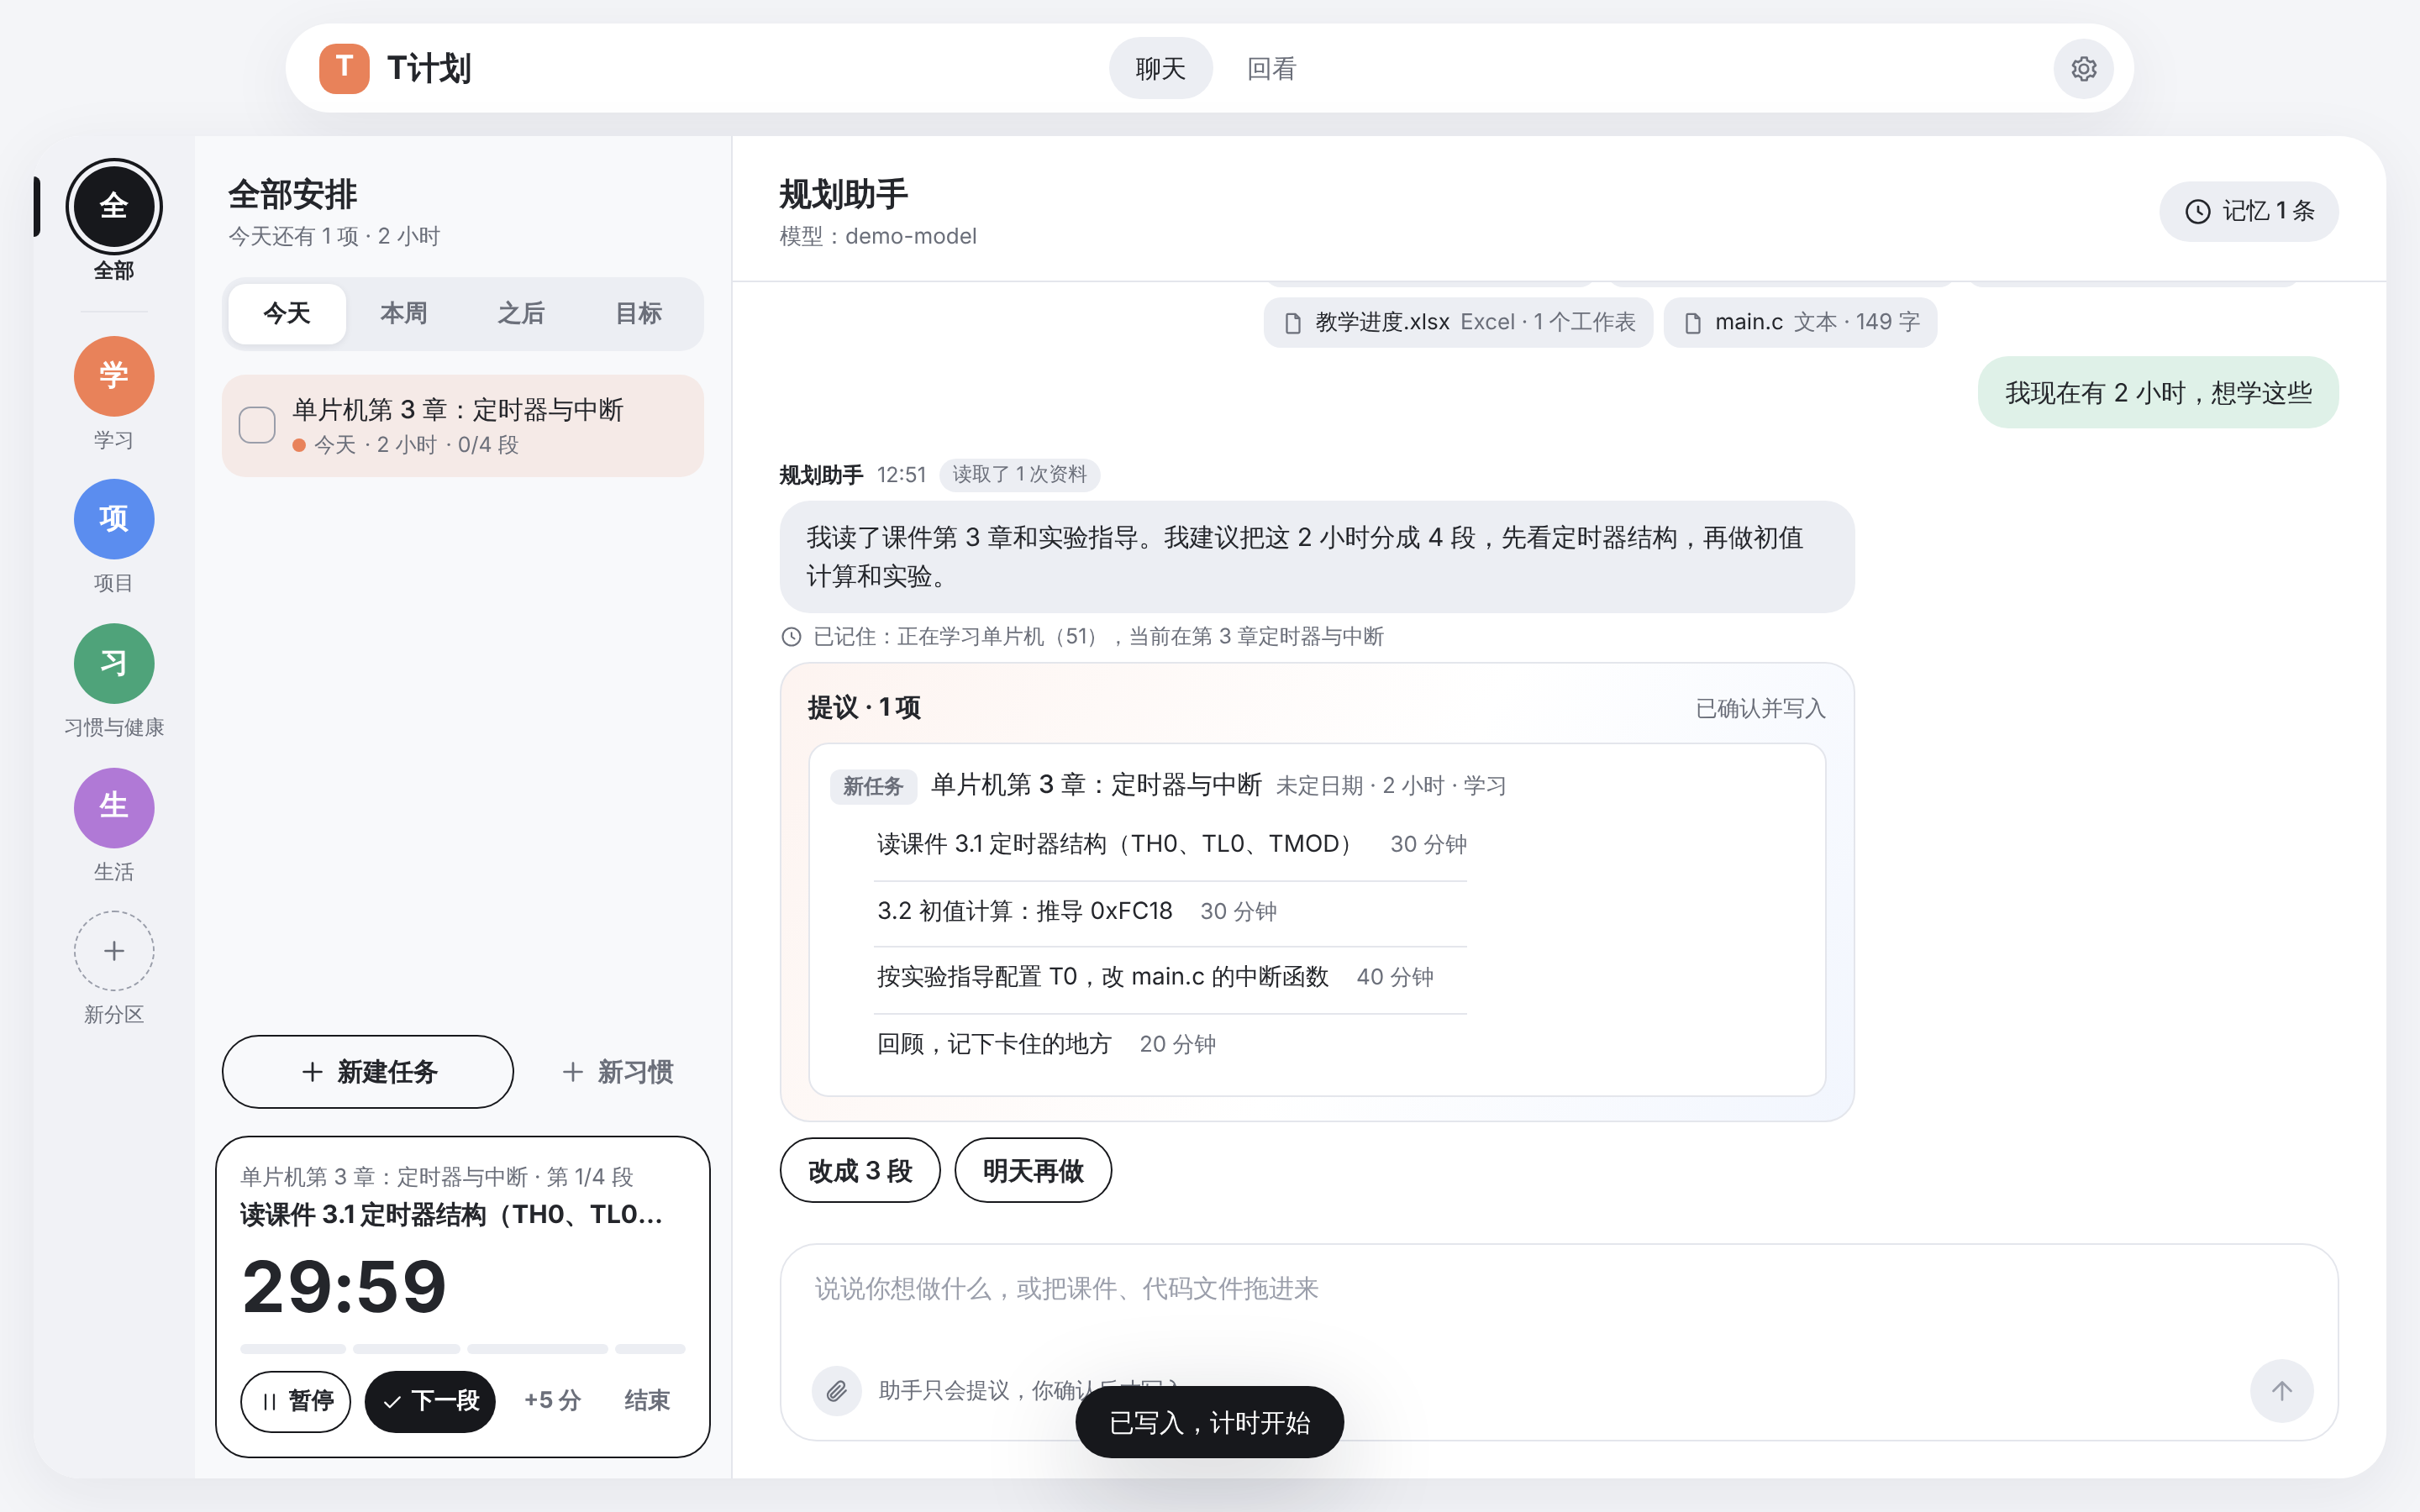 T T计划
聊天 回看
全
全部
学
学习
项
项目
习
习惯与健康
生
生活
新分区
全部安排
今天还有 1 项 · 2 小时
今天 本周 之后 目标
单片机第 3 章：定时器与中断
今天 · 2 小时 · 0/4 段
新建任务 新习惯
单片机第 3 章：定时器与中断 · 第 1/4 段
读课件 3.1 定时器结构（TH0、TL0...
29:59
暂停 下一段 +5 分 结束
规划助手
模型：demo-model
记忆 1 条
教学进度.xlsx Excel · 1 个工作表 main.c 文本 · 149 字
我现在有 2 小时，想学这些
规划助手 12:51 读取了 1 次资料
我读了课件第 3 章和实验指导。我建议把这 2 小时分成 4 段，先看定时器结构，再做初值
计算和实验。
已记住：正在学习单片机（51），当前在第 3 章定时器与中断
提议 · 1 项 已确认并写入
新任务 单片机第 3 章：定时器与中断 未定日期 · 2 小时 · 学习
读课件 3.1 定时器结构（TH0、TL0、TMOD） 30 分钟
3.2 初值计算：推导 0xFC18 30 分钟
按实验指导配置 T0，改 main.c 的中断函数 40 分钟
回顾，记下卡住的地方 20 分钟
改成 3 段 明天再做
说说你想做什么，或把课件、代码文件拖进来
助手只会提议，你确认
已写入，计时开始